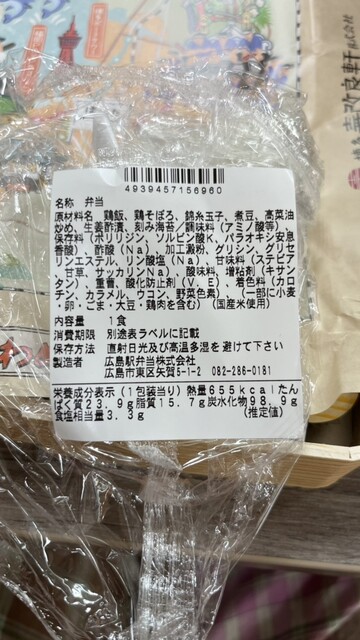 4939457156960
名称 弁当
原材料名 鶏飯、鶏そぼろ、錦糸玉子、煮豆、高菜油
炒め、生姜酢漬、刻み海苔／調味料（アミノ酸等）、
保存料（ポリリジン、ソルビン酸K、パラオキシ安息
香酸）、酢酸（Na）、加工澱粉、グリシン、グリセ
リンエステル（リン酸塩（Na）、甘味料（ステビア
・甘草、サッカリンNa）、酸味料、増粘剤（キサン
タン）、重曹、酸化防止剤（V.E）、着色料（カロ
チン、カラメル、ウコン、野菜色素）、（一部に小麦
・卵・ごま・大豆・鶏肉を含む）（国産米使用）
内容量 1食
消費期限 別途表ラベルに記載
保存方法 直射日光及び高温多湿を避けて下さい
製造者 広島駅弁当株式会社
広島市東区矢賀5-1-2 082-286-0181
栄養成分表示（1包装当り）熱量655kcalたん
ぱく質23.9g脂質15.7g炭水化物98.9g
食塩相当量3.3g （推定値）